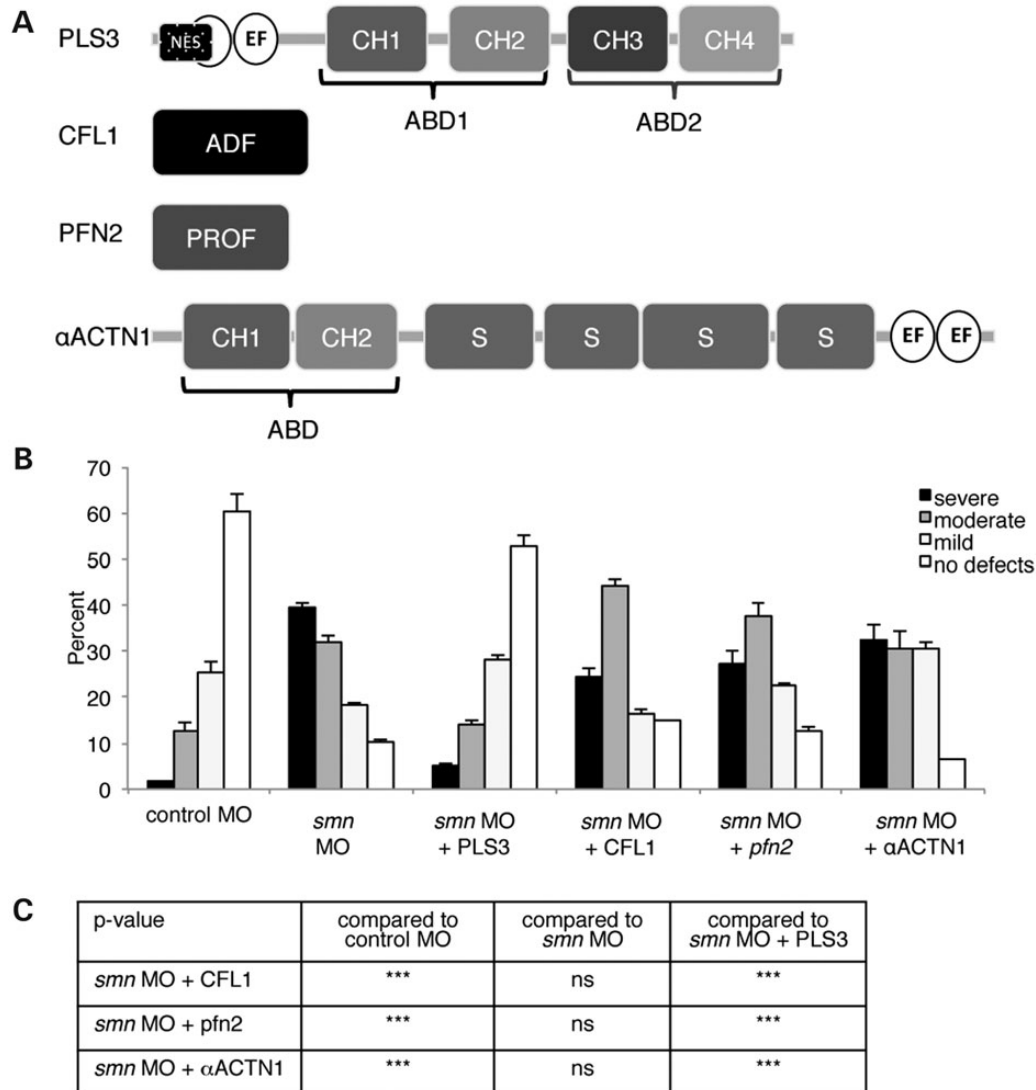 A
PLS3
NES
EF
CH1
CH2
CH3
CH4
ABD1
ABD2
CFL1
ADF
PFN2
PROF
αACTN1
CH1
CH2
S
S
S
S
EF
EF
ABD
B
70
60
50
40
30
20
10
0
Percent
severe
moderate
mild
no defects
control MO
smn
MO
smn MO
+ PLS3
smn MO
+ CFL1
smn MO
+ pfn2
smn MO
+ αACTN1
C
p-value
compared to
control MO
compared to
smn MO
compared to
smn MO + PLS3
smn MO + CFL1
***
ns
***
smn MO + pfn2
***
ns
***
smn MO + αACTN1
***
ns
***